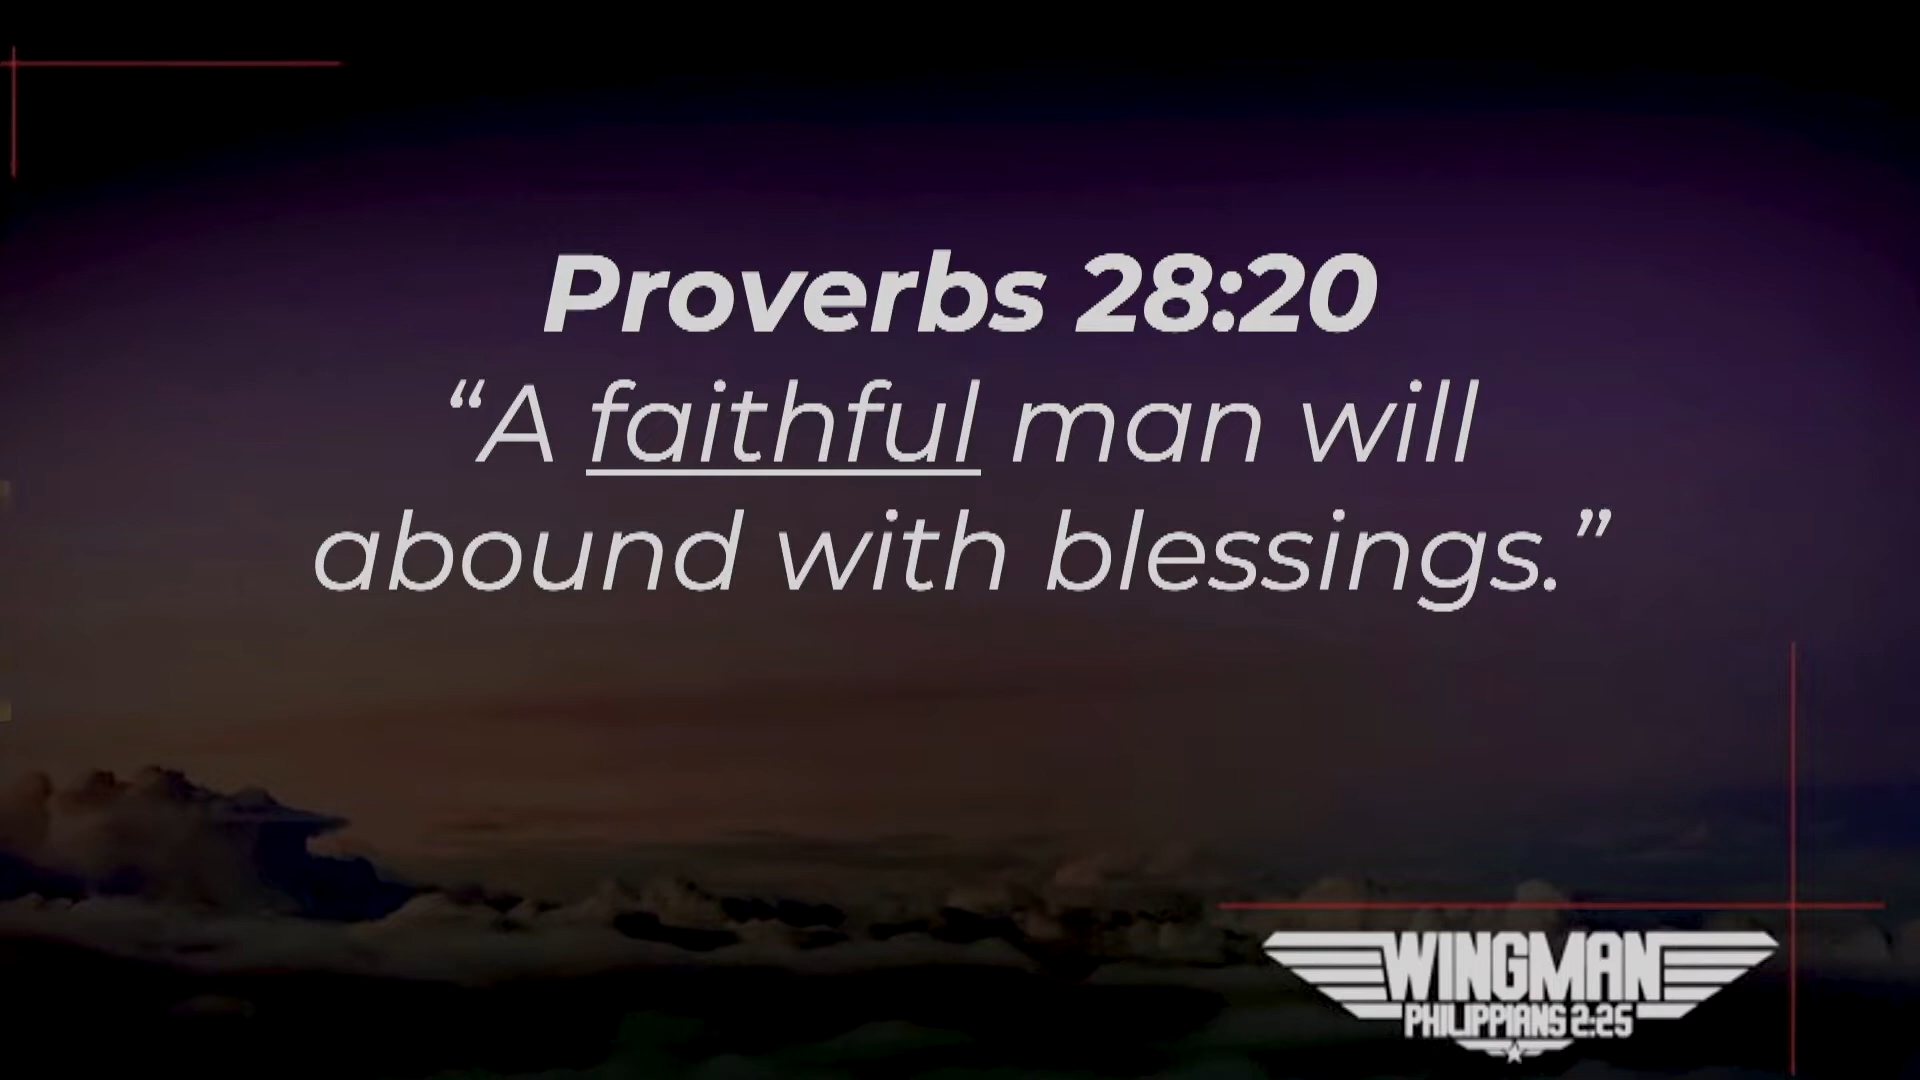 Proverbs 28:20
“A faithful man will
abound with blessings.”
WINGMAN
PHILIPPIANS 2:25